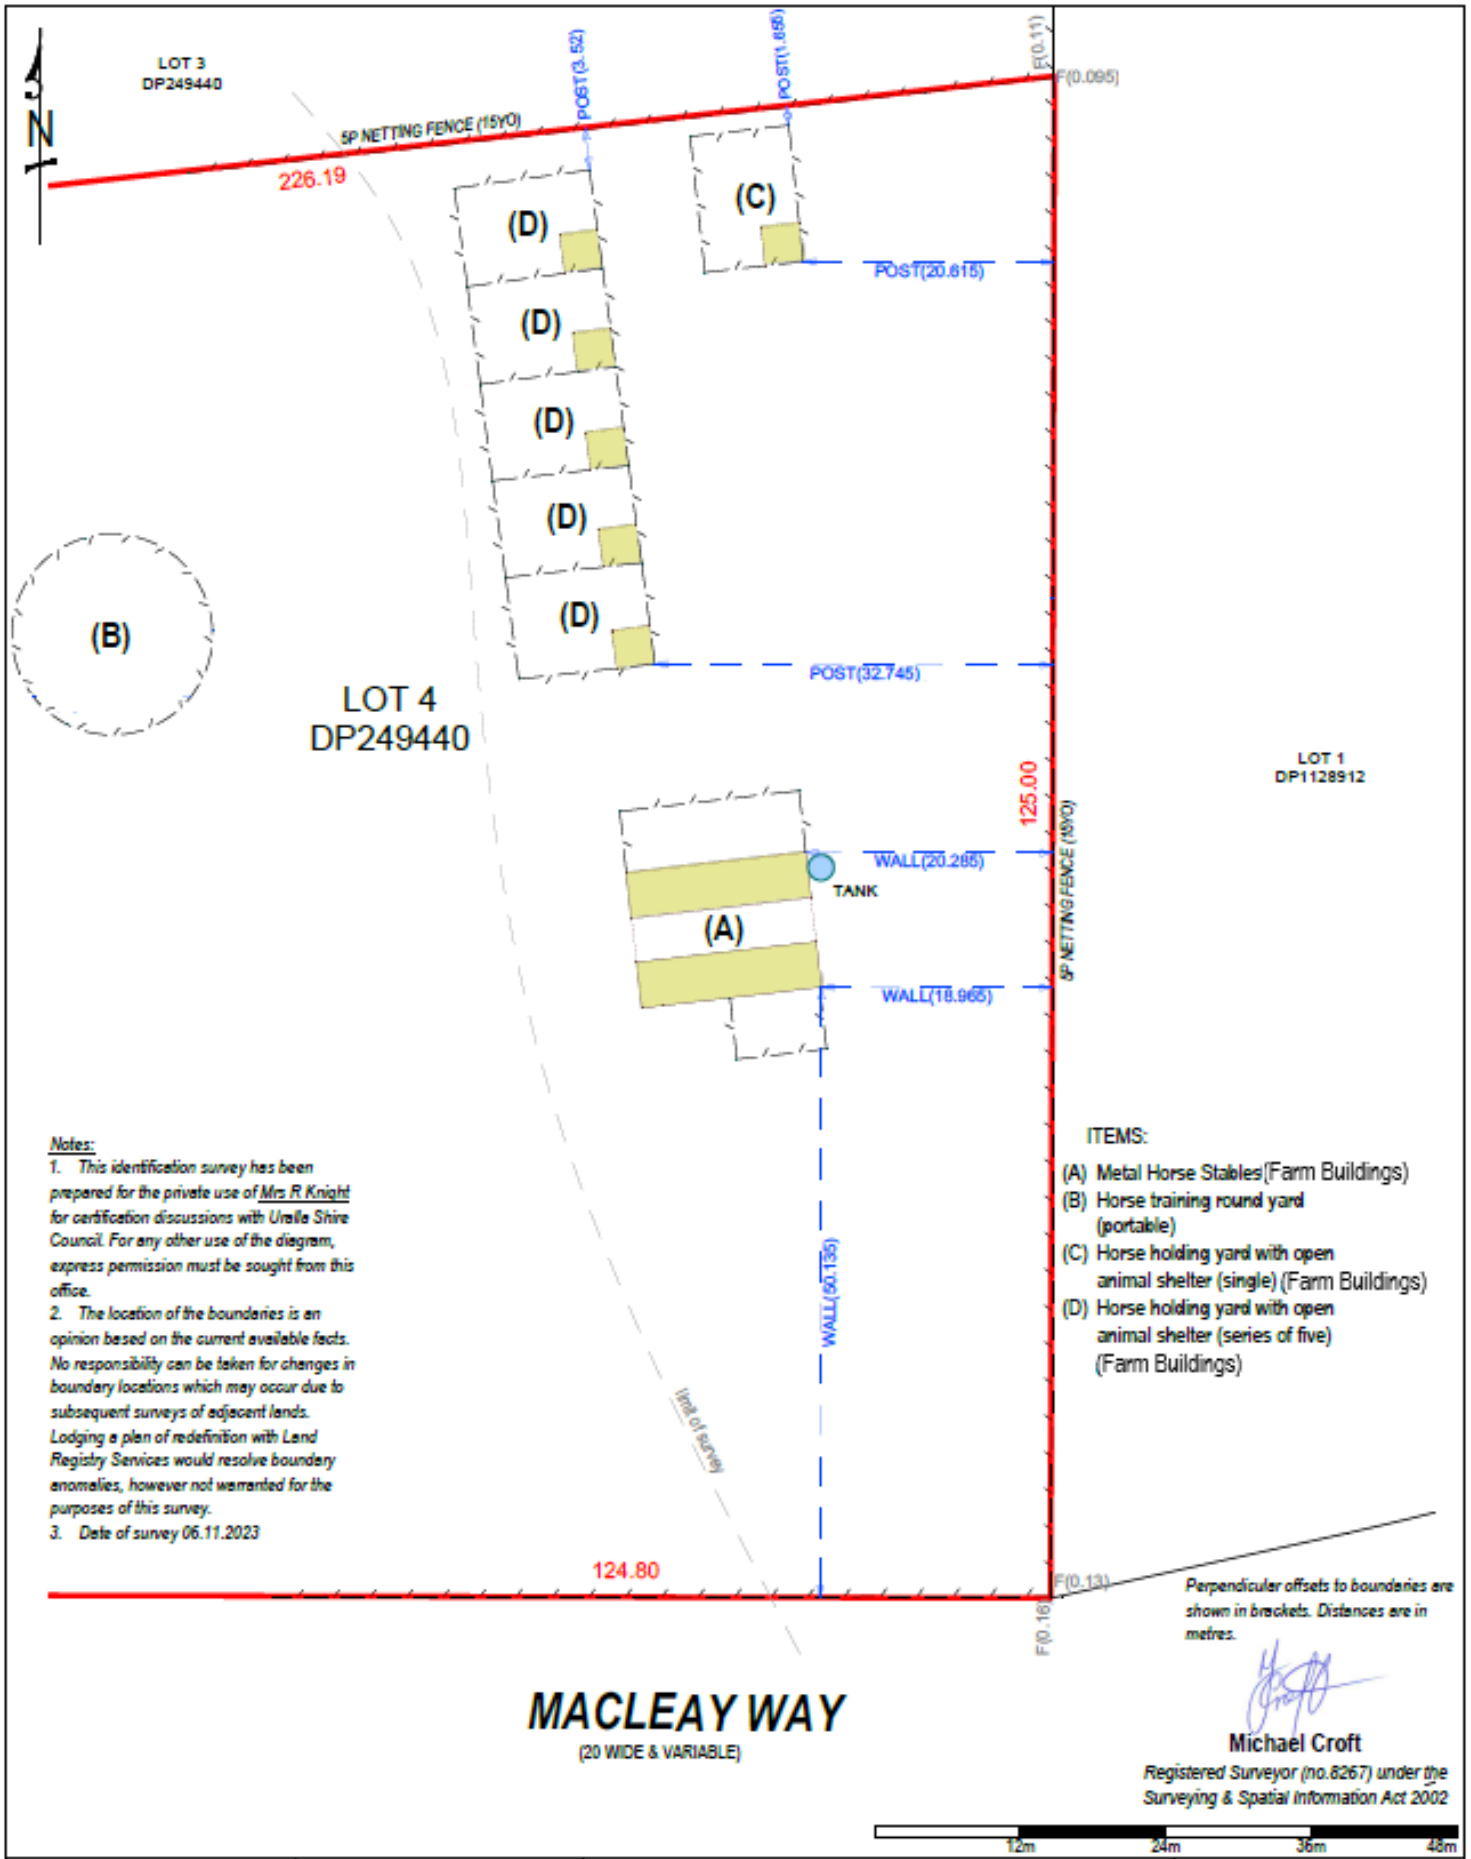 F(0.11)
POST(3.52)
POST(1.655)
LOT 3
DP249440
F(0.095)
N
5P NETTING FENCE (15YO)
226.19
(D)
(C)
POST(20.615)
(D)
(D)
(D)
(D)
(B)
POST(32.745)
LOT 4
DP249440
LOT 1
DP1128912
125.00
5P NETTING FENCE (15YO)
WALL(20.285)
TANK
(A)
WALL(18.965)
WALL(50.135)
limit of survey
Notes:
1. This identification survey has been
prepared for the private use of Mrs R Knight
for certification discussions with Uralla Shire
Council. For any other use of the diagram,
express permission must be sought from this
office.
2. The location of the boundaries is an
opinion based on the current available facts.
No responsibility can be taken for changes in
boundary locations which may occur due to
subsequent surveys of adjacent lands.
Lodging a plan of redefinition with Land
Registry Services would resolve boundary
anomalies, however not warranted for the
purposes of this survey.
3. Date of survey 06.11.2023
ITEMS:
(A) Metal Horse Stables (Farm Buildings)
(B) Horse training round yard
(portable)
(C) Horse holding yard with open
animal shelter (single) (Farm Buildings)
(D) Horse holding yard with open
animal shelter (series of five)
(Farm Buildings)
124.80
F(0.13)
F(0.16)
Perpendicular offsets to boundaries are
shown in brackets. Distances are in
metres.
MACLEAY WAY
(20 WIDE & VARIABLE)
Michael Croft
Registered Surveyor (no.8267) under the
Surveying & Spatial Information Act 2002
12m 24m 36m 48m